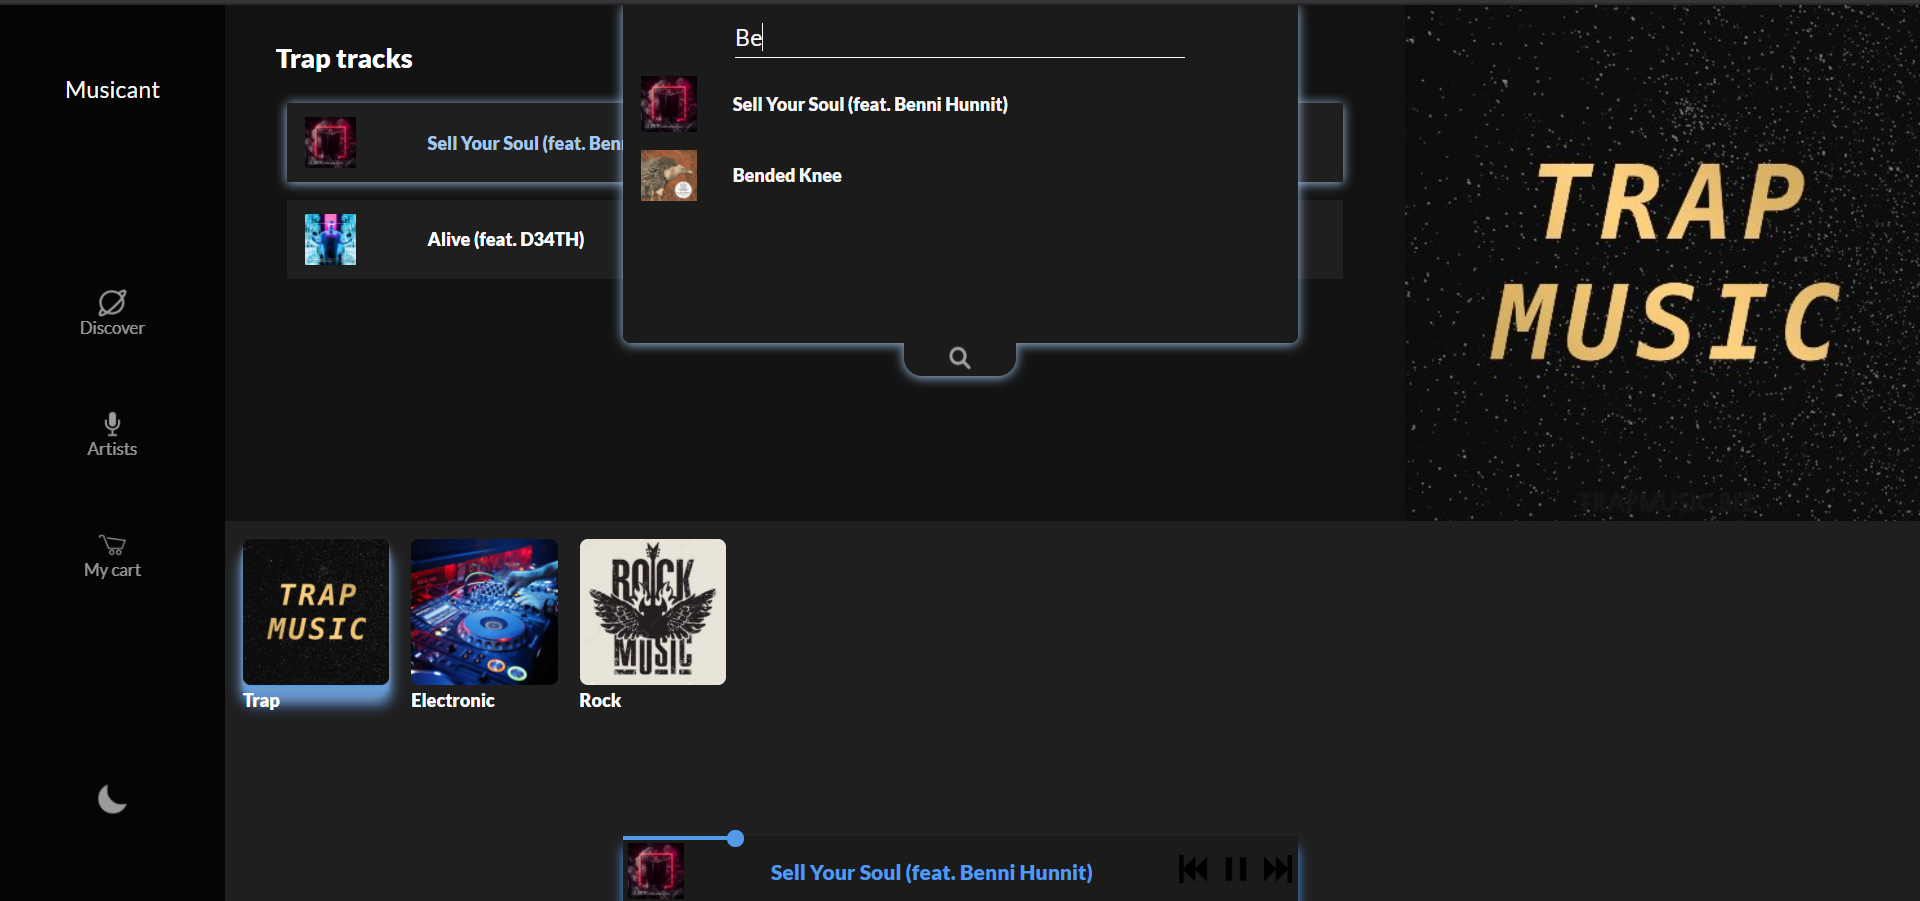 Musicant
Discover
Artists
My cart
Trap tracks
Sell Your Soul (feat. Ben
Alive (feat. D34TH)
Be
Sell Your Soul (feat. Benni Hunnit)
Bended Knee
TRAP
MUSIC
TRAPMUSIC.BIZ
TRAP
MUSIC
Trap
Electronic
ROCK
MUSIC
Rock
Sell Your Soul (feat. Benni Hunnit)